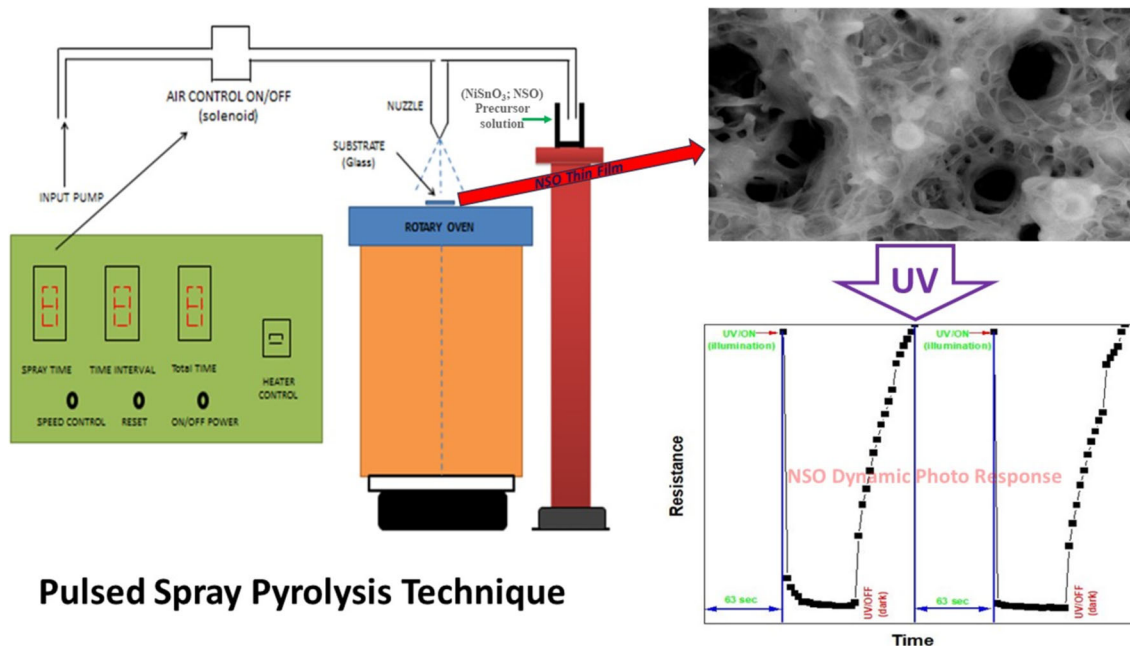 AIR CONTROL ON/OFF
(solenoid)
NUZZLE
(NiSnO₃; NSO)
Precursor
solution
SUBSTRATE
(Glass)
INPUT PUMP
NSO Thin Film
ROTARY OVEN
SPRAY TIME
TIME INTERVAL
Total TIME
HEATER
CONTROL
SPEED CONTROL
RESET
ON/OFF POWER
Pulsed Spray Pyrolysis Technique
UV
UV/ON
(illumination)
UV/ON
(illumination)
NSO Dynamic Photo Response
Resistance
63 sec
UV/OFF
(dark)
63 sec
UV/OFF
(dark)
Time